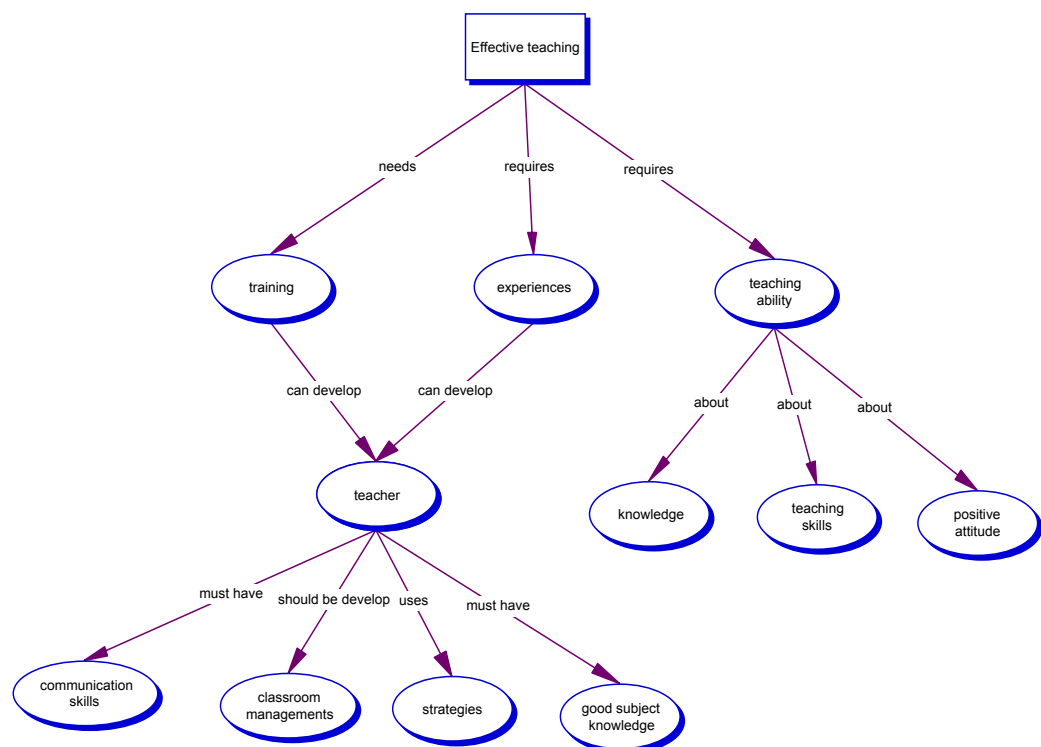 Effective teaching
needs
requires
requires
training
experiences
teaching
ability
can develop
can develop
about
about
about
teacher
knowledge
teaching
skills
positive
attitude
must have
should be develop
uses
must have
communication
skills
classroom
managements
strategies
good subject
knowledge